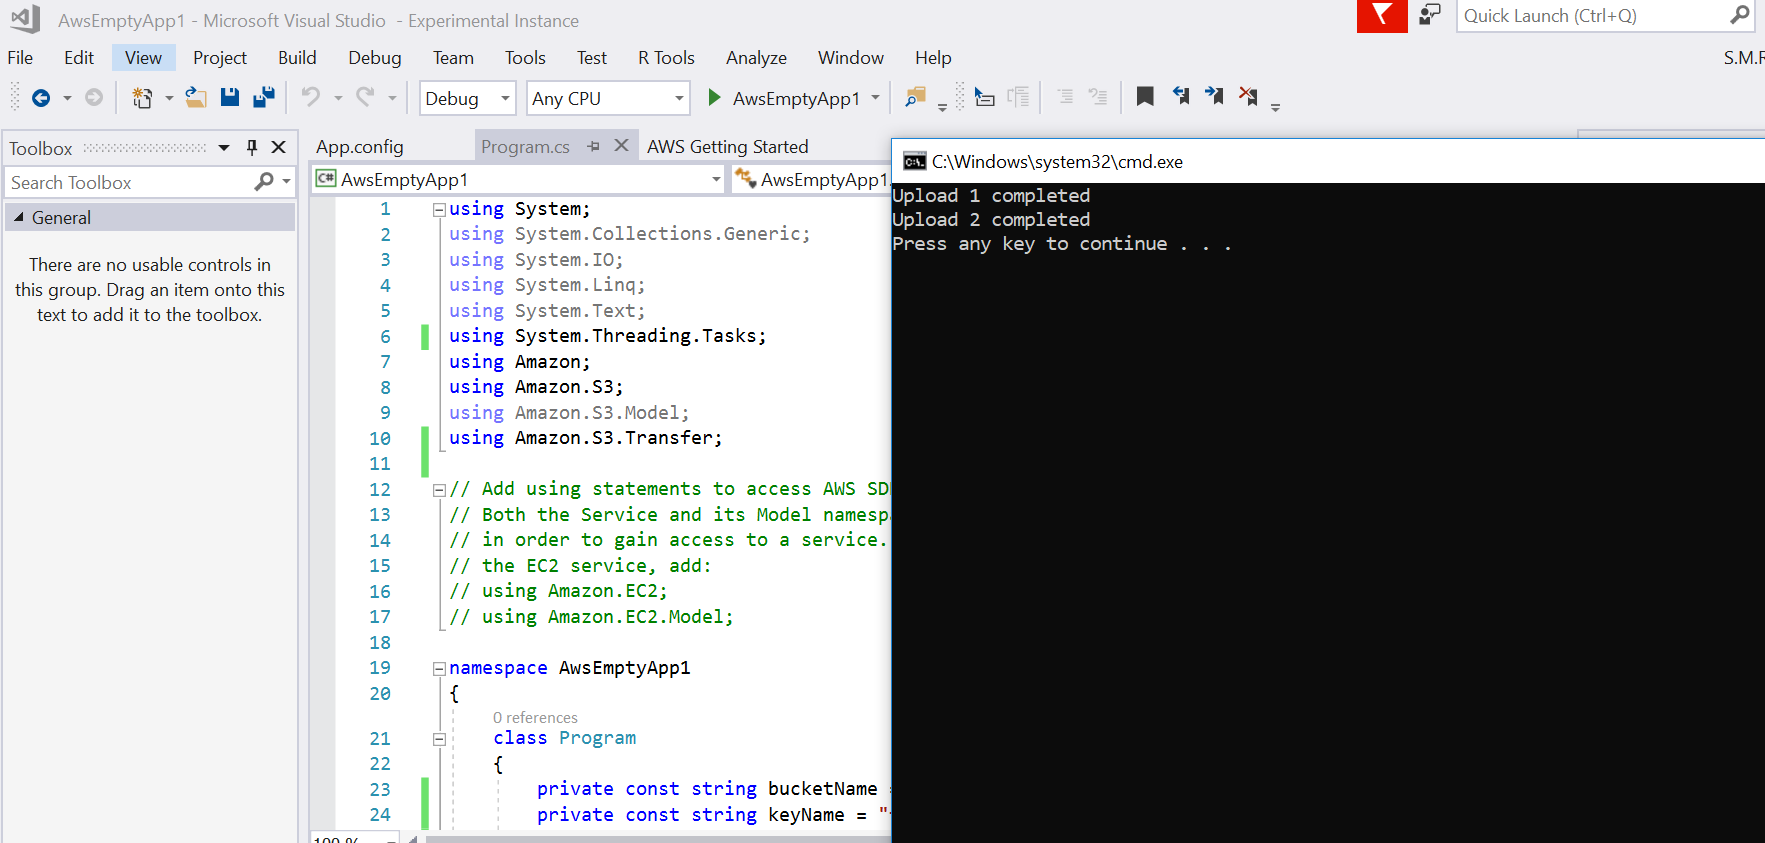 AwsEmptyApp1 - Microsoft Visual Studio - Experimental Instance
Quick Launch (Ctrl+Q)
File Edit View Project Build Debug Team Tools Test R Tools Analyze Window Help
S.M.R
Debug Any CPU AwsEmptyApp1
Toolbox
Search Toolbox
General
There are no usable controls in
this group. Drag an item onto this
text to add it to the toolbox.
App.config Program.cs AWS Getting Started
C# AwsEmptyApp1 AwsEmptyApp1.
1 using System;
2 using System.Collections.Generic;
3 using System.IO;
4 using System.Linq;
5 using System.Text;
6 using System.Threading.Tasks;
7 using Amazon;
8 using Amazon.S3;
9 using Amazon.S3.Model;
10 using Amazon.S3.Transfer;
11
12 // Add using statements to access AWS SD
13 // Both the Service and its Model namespa
14 // in order to gain access to a service.
15 // the EC2 service, add:
16 // using Amazon.EC2;
17 // using Amazon.EC2.Model;
18
19 namespace AwsEmptyApp1
20 {
0 references
21 class Program
22 {
23 private const string bucketName =
24 private const string keyName = "
100 %
C:\Windows\system32\cmd.exe
Upload 1 completed
Upload 2 completed
Press any key to continue . . .